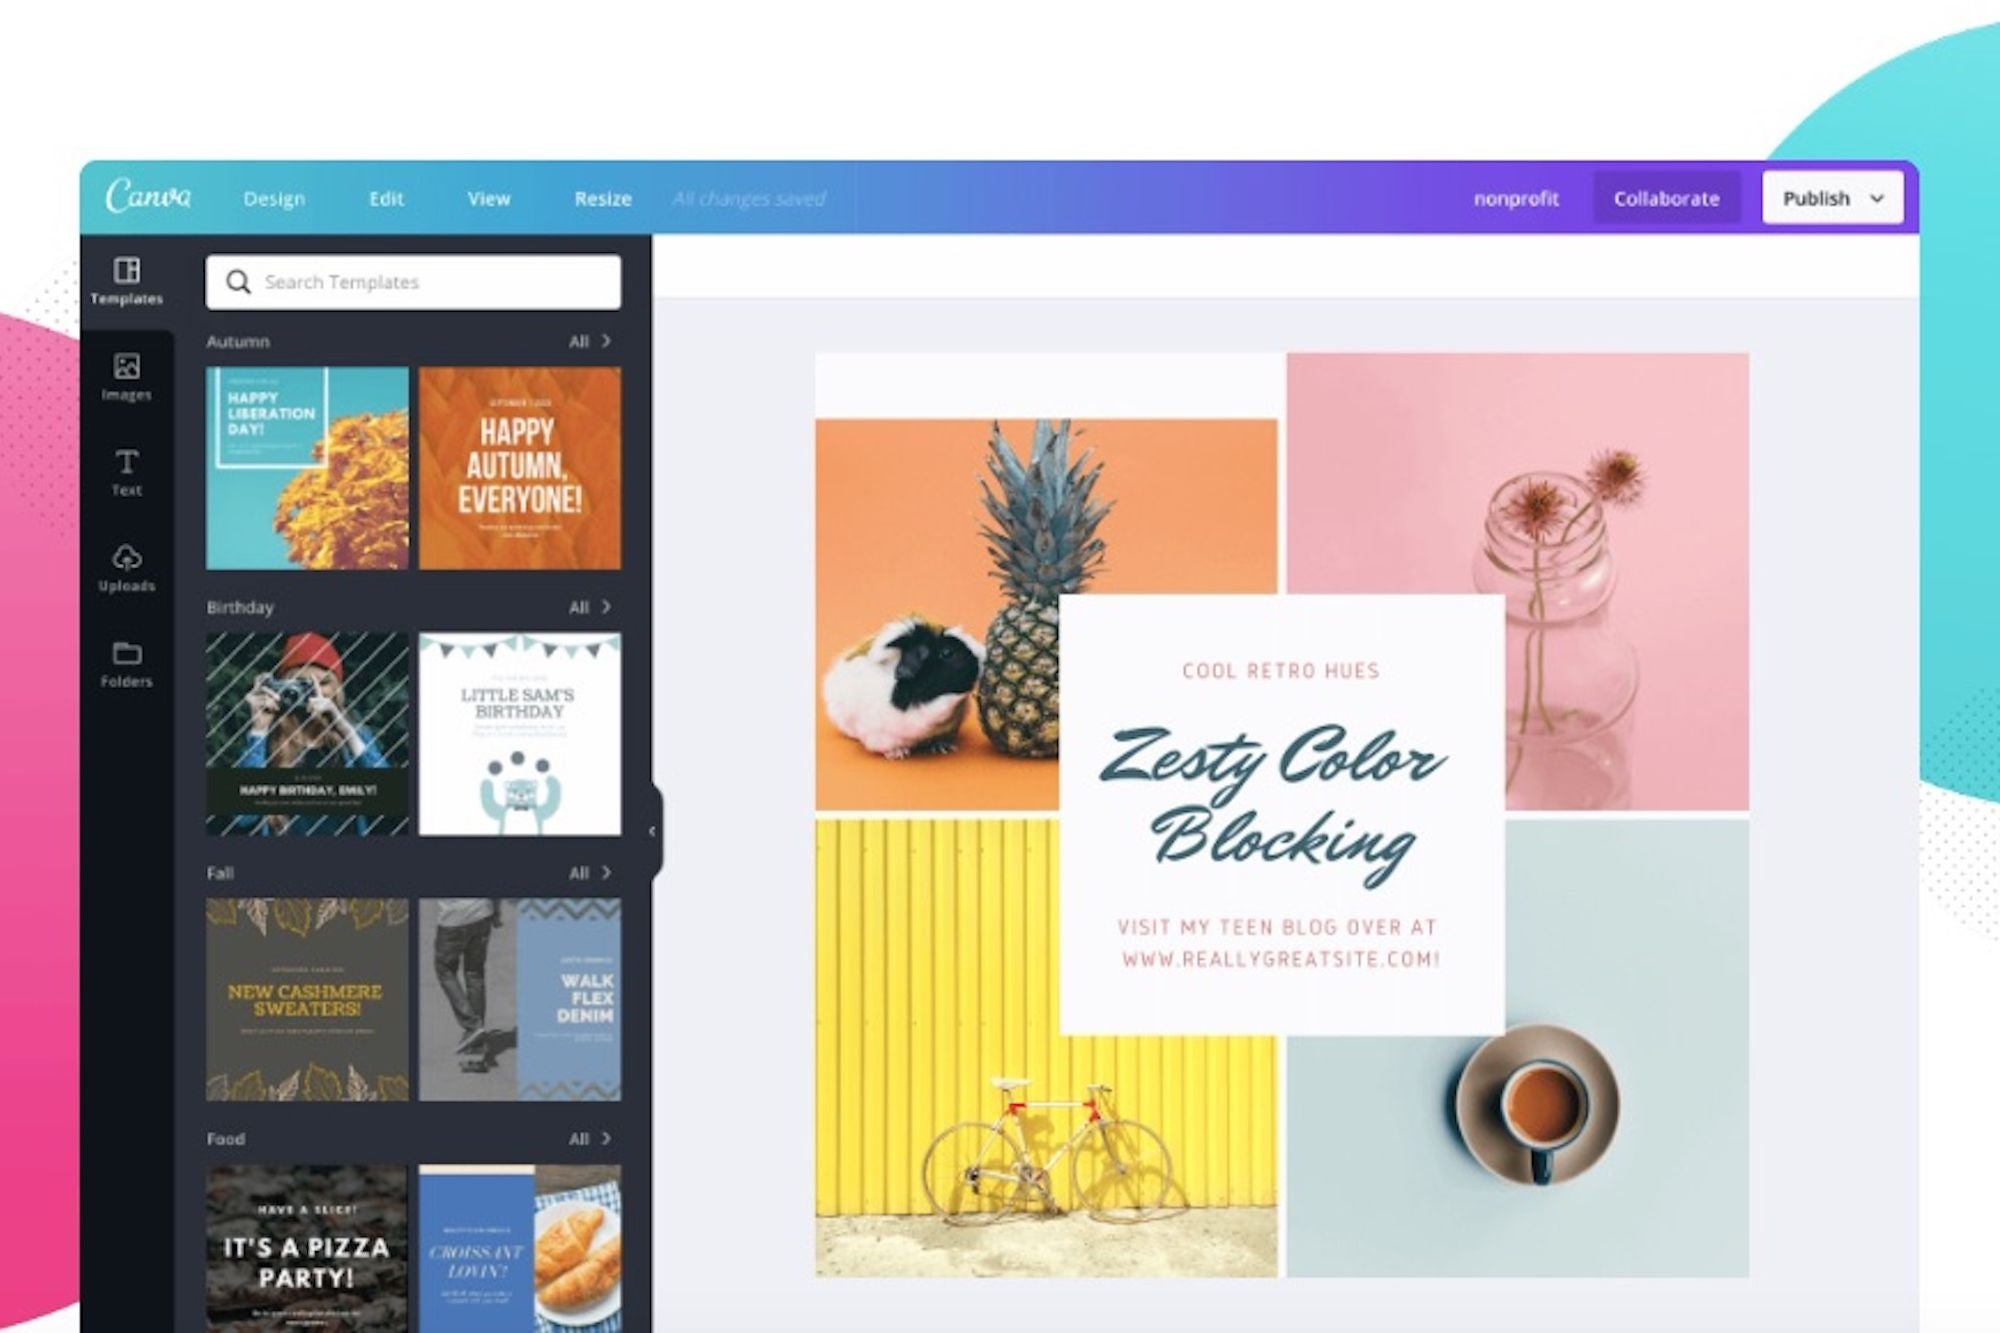 Canva Design Edit View Resize All changes saved nonprofit Collaborate Publish
Templates
Images
Text
Uploads
Folders
Search Templates
Autumn All
HAPPY
LIBERATION
DAY!
HAPPY
AUTUMN,
EVERYONE!
Birthday All
HAPPY BIRTHDAY, EMILY!
LITTLE SAM'S
BIRTHDAY
Fall All
NEW CASHMERE
SWEATERS!
WALK
FLEX
DENIM
Food All
HAVE A SLICE!
IT'S A PIZZA
PARTY!
CROISSANT
LOVIN'!
COOL RETRO HUES
Zesty Color
Blocking
VISIT MY TEEN BLOG OVER AT
WWW.REALLYGREATSITE.COM!